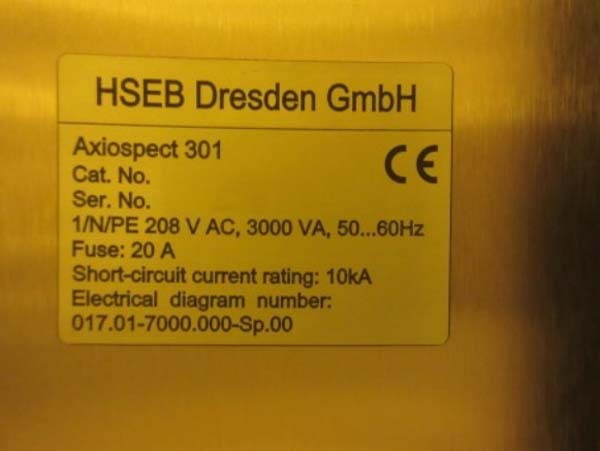 HSEB Dresden GmbH
Axiospect 301
CE
Cat. No.
Ser. No.
1/N/PE 208 V AC, 3000 VA, 50...60Hz
Fuse: 20 A
Short-circuit current rating: 10kA
Electrical diagram number:
017.01-7000.000-Sp.00